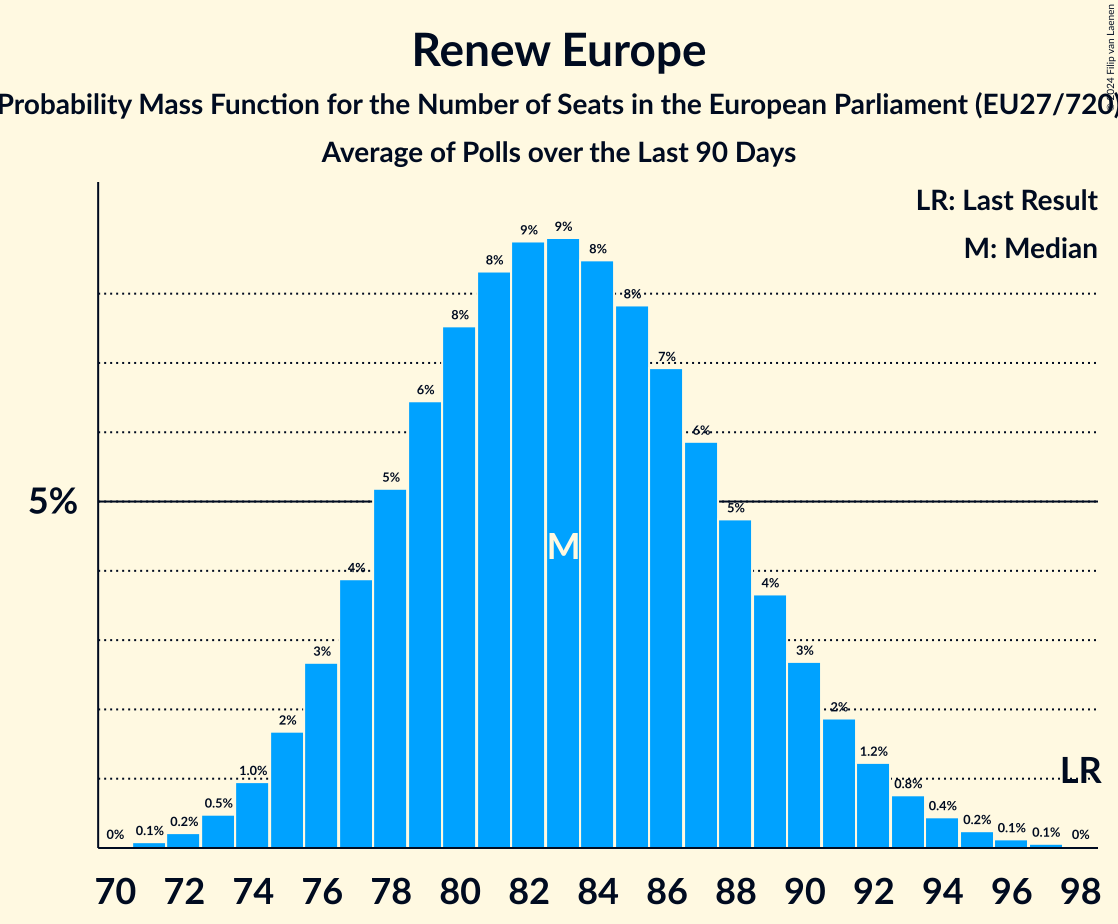 Renew Europe
Probability Mass Function for the Number of Seats in the European Parliament (EU27/720)
Average of Polls over the Last 90 Days
© 2024 Filip van Laenen
LR: Last Result
M: Median
5%
0% 0.1% 0.2% 0.5% 1.0% 2% 3% 4% 5% 6% 8% 8% 9% 9% 8% 8% 7% 6% 5% 4% 3% 2% 1.2% 0.8% 0.4% 0.2% 0.1% 0.1% 0%
M
LR
70 72 74 76 78 80 82 84 86 88 90 92 94 96 98